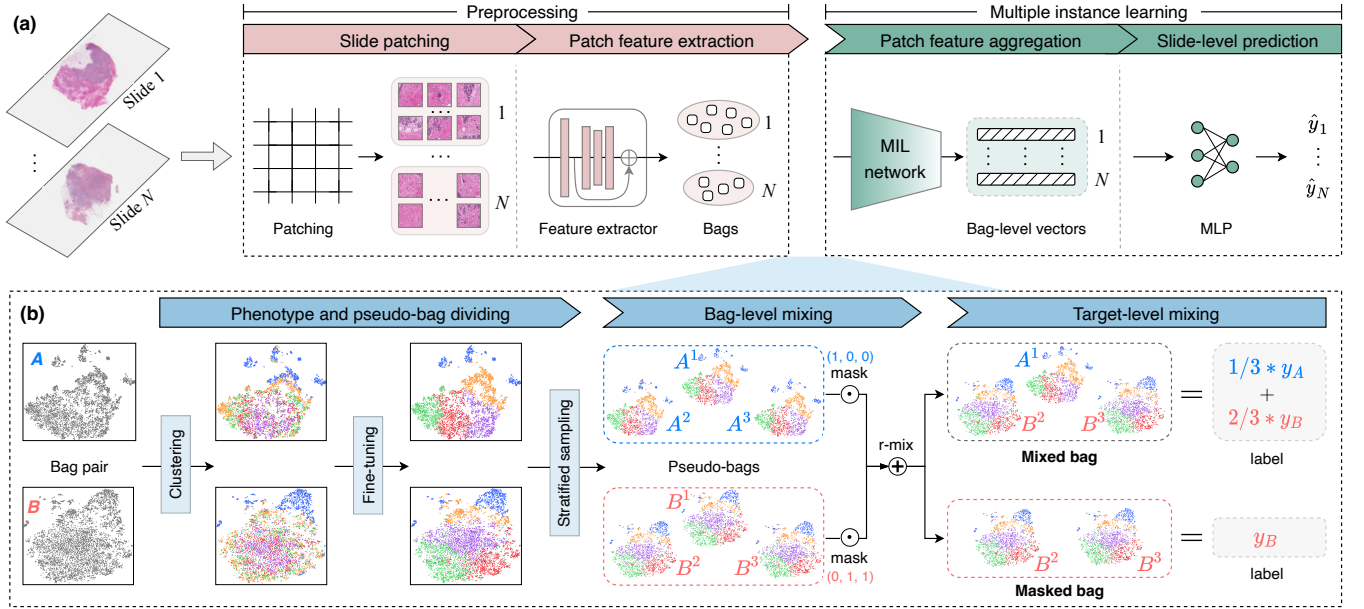 (a)
Preprocessing
Multiple instance learning
Slide patching
Patch feature extraction
Patch feature aggregation
Slide-level prediction
Slide 1
Slide N
Patching
1
N
Feature extractor
1
N
Bags
MIL
network
1
N
Bag-level vectors
MLP
ŷ₁
ŷ_N
(b)
Phenotype and pseudo-bag dividing
Bag-level mixing
Target-level mixing
A
Bag pair
B
Clustering
Fine-tuning
Stratified sampling
A¹
A² A³
Pseudo-bags
B¹
B² B³
(1, 0, 0)
mask
mask
(0, 1, 1)
r-mix
A¹
B² B³
Mixed bag
1/3 * y_A
+
2/3 * y_B
label
B² B³
Masked bag
y_B
label